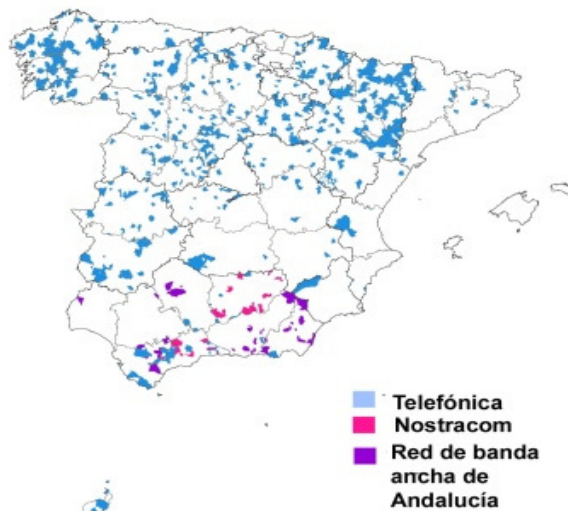 Telefónica
Nostracom
Red de banda
ancha de
Andalucía